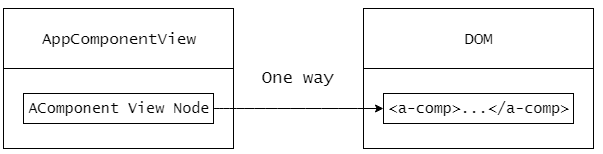 AppComponentView
DOM
One way
AComponent View Node
<a-comp>...</a-comp>